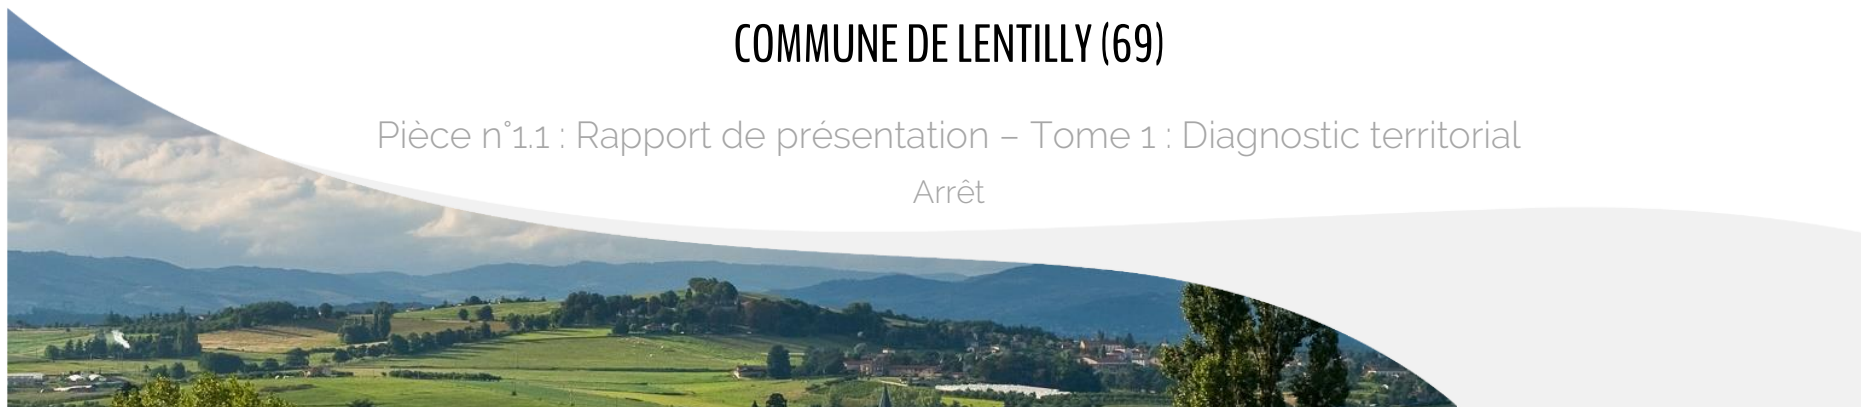 COMMUNE DE LENTILLY (69)
Pièce n°1.1 : Rapport de présentation – Tome 1 : Diagnostic territorial
Arrêt